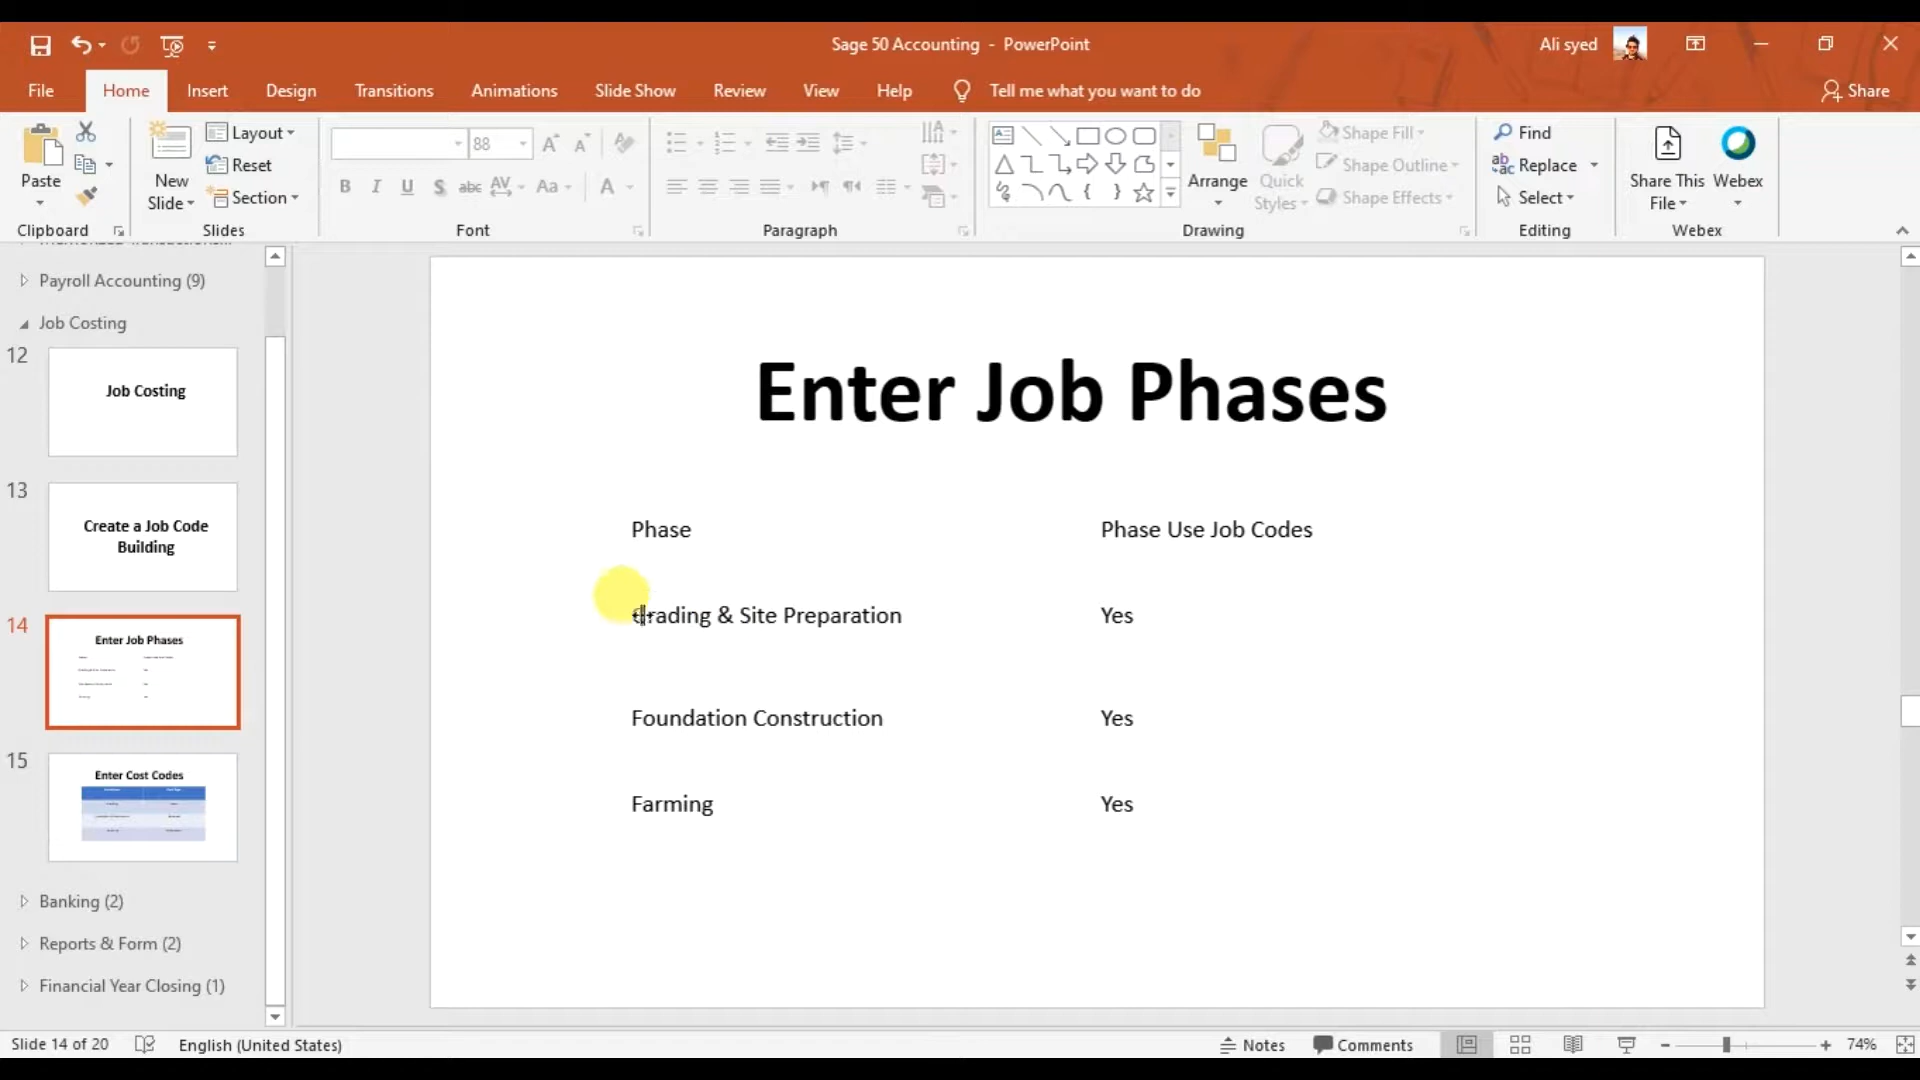 Sage 50 Accounting - PowerPoint
Ali syed
File Home Insert Design Transitions Animations Slide Show Review View Help Tell me what you want to do Share
Paste
Clipboard
New Slide
Layout
Reset
Section
Slides
88
B I U S abc AV Aa A
Font
Paragraph
Arrange
Quick Styles
Shape Fill
Shape Outline
Shape Effects
Drawing
Find
Replace
Select
Editing
Share This File
Webex
Webex
Payroll Accounting (9)
Job Costing
12
Job Costing
13
Create a Job Code
Building
14
Enter Job Phases
15
Enter Cost Codes
Banking (2)
Reports & Form (2)
Financial Year Closing (1)
Enter Job Phases
Phase Phase Use Job Codes
Grading & Site Preparation Yes
Foundation Construction Yes
Farming Yes
Slide 14 of 20 English (United States) Notes Comments 74%